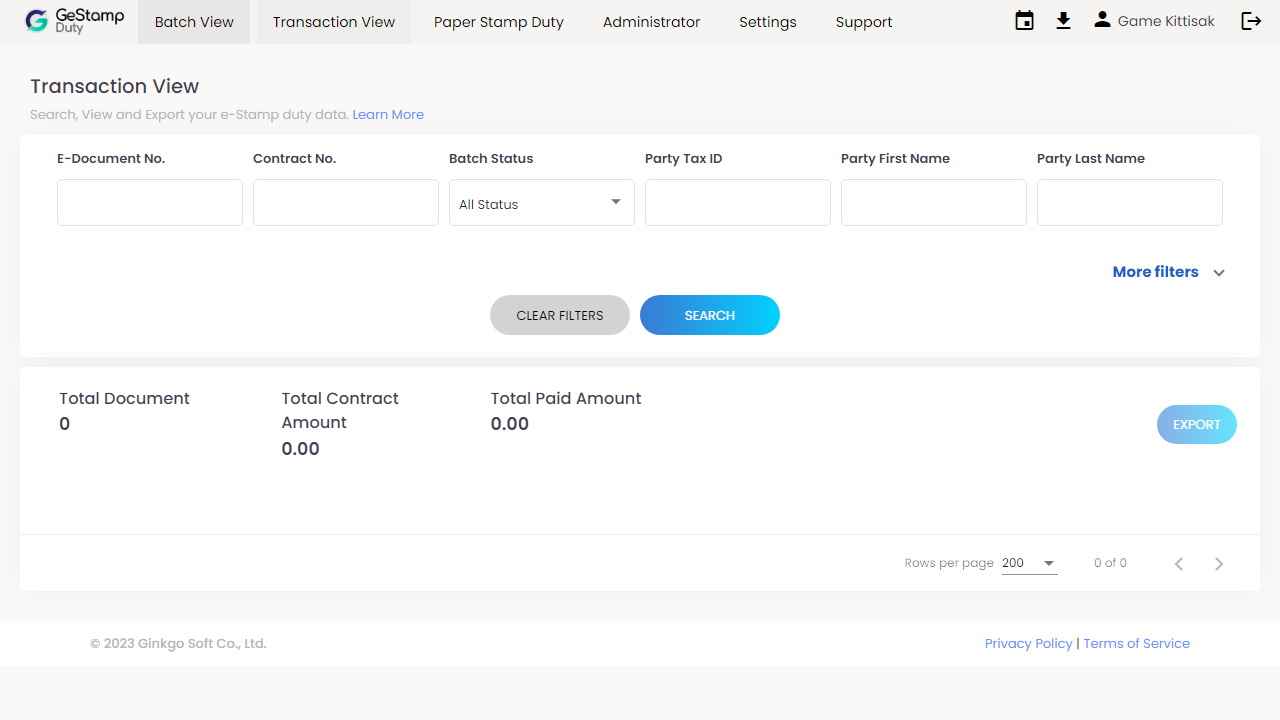 GeStamp
Duty
Batch View
Transaction View
Paper Stamp Duty
Administrator
Settings
Support
Game Kittisak
Transaction View
Search, View and Export your e-Stamp duty data. Learn More
E-Document No.
Contract No.
Batch Status
Party Tax ID
Party First Name
Party Last Name
All Status
More filters
CLEAR FILTERS
SEARCH
Total Document
0
Total Contract
Amount
0.00
Total Paid Amount
0.00
EXPORT
Rows per page 200
0 of 0
© 2023 Ginkgo Soft Co., Ltd.
Privacy Policy | Terms of Service